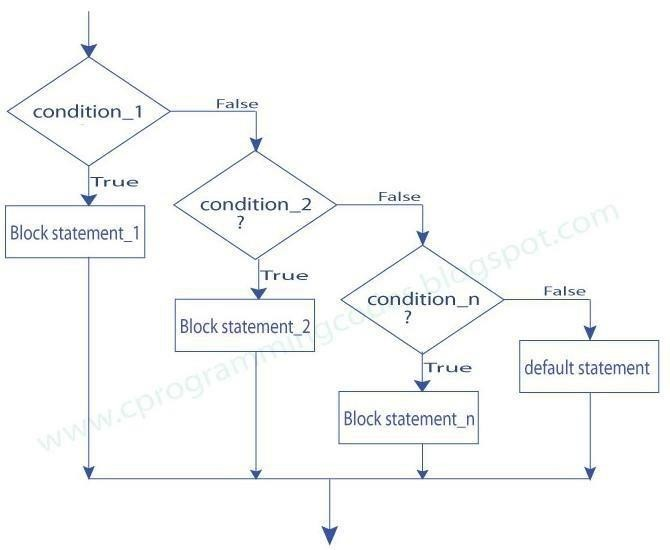 condition_1
False
True
Block statement_1
condition_2
?
False
True
Block statement_2
condition_n
?
False
True
Block statement_n
default statement
www.cprogrammingcodes.blogspot.com